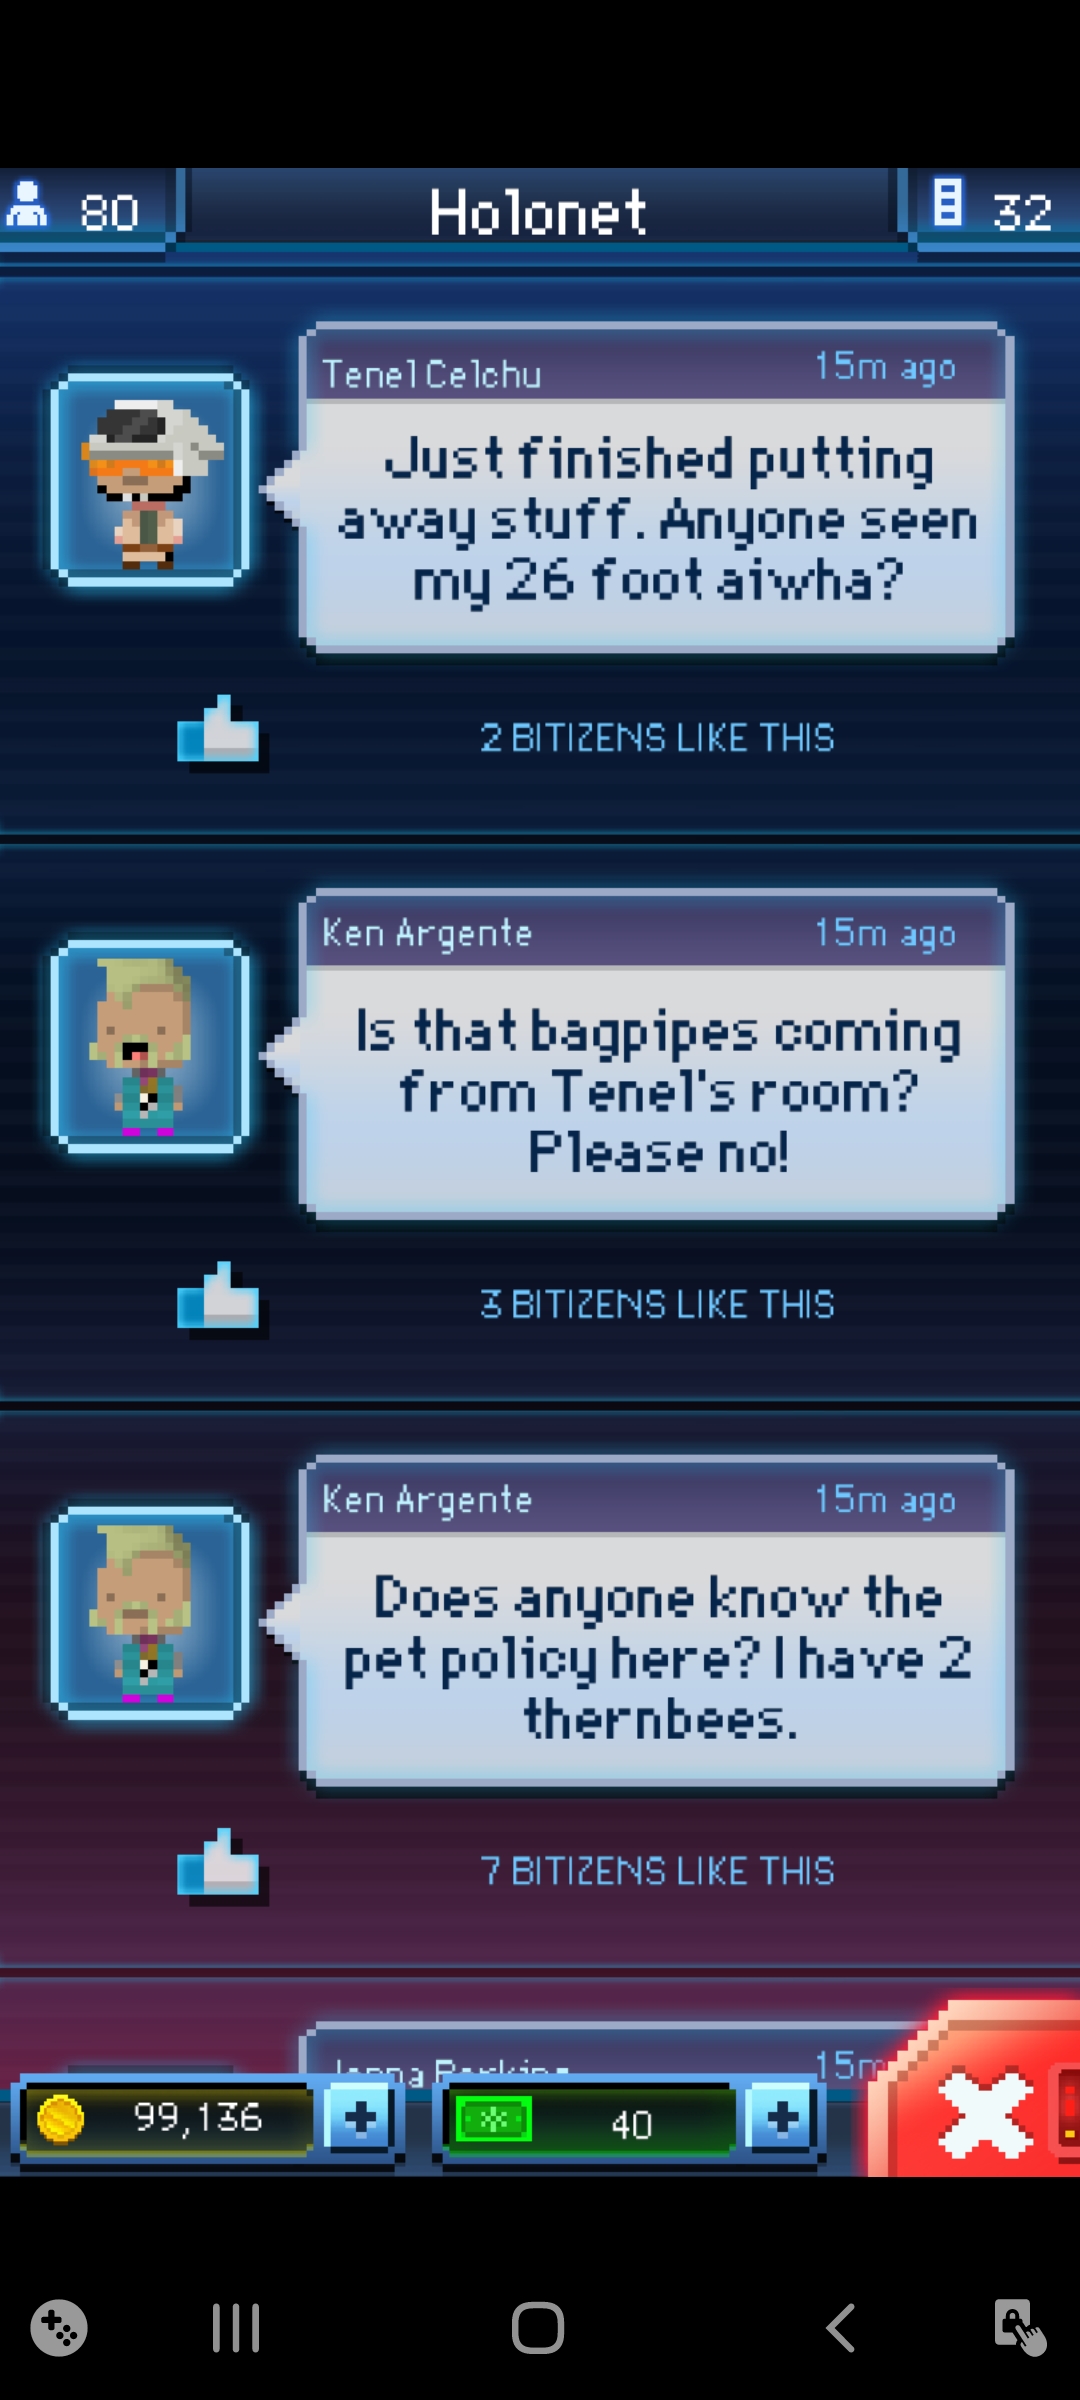 80
Holonet
32
Tenel Celchu
15m ago
Just finished putting
away stuff. Anyone seen
my 26 foot aiwha?
2 BITIZENS LIKE THIS
Ken Argente
15m ago
Is that bagpipes coming
from Tenel's room?
Please no!
3 BITIZENS LIKE THIS
Ken Argente
15m ago
Does anyone know the
pet policy here? I have 2
thernbees.
7 BITIZENS LIKE THIS
15m
99,136
40